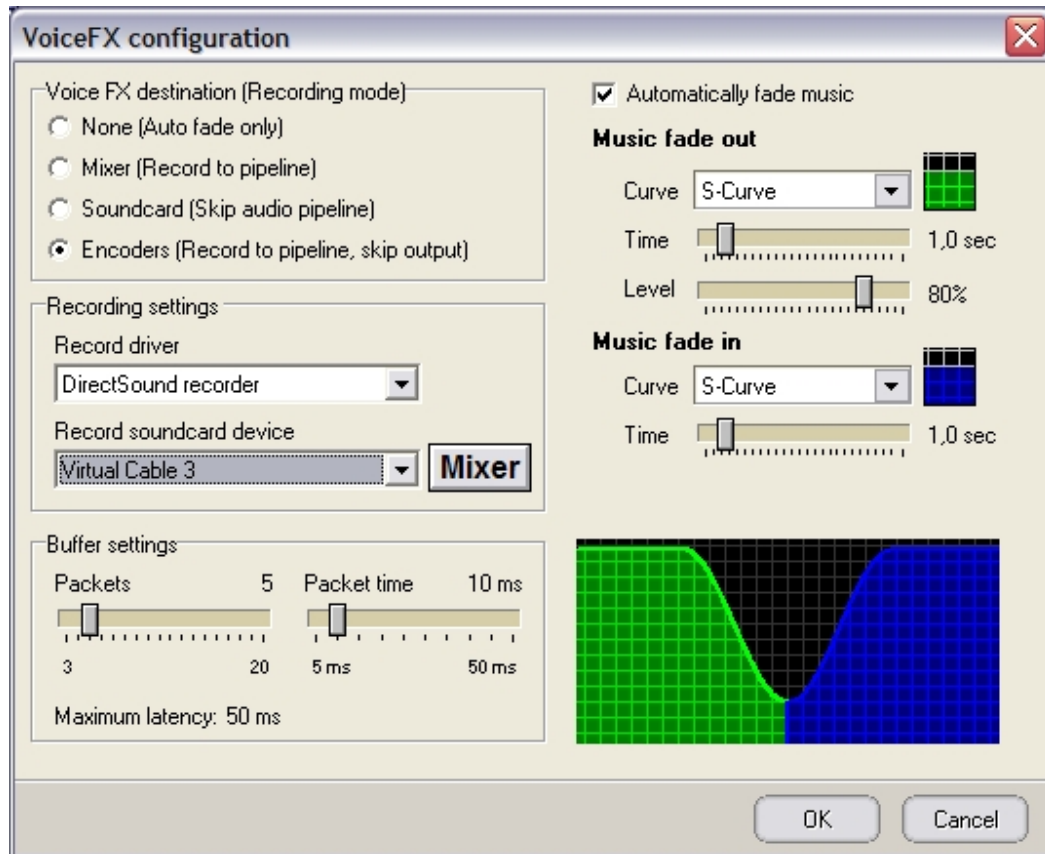 VoiceFX configuration
Voice FX destination (Recording mode)
None (Auto fade only)
Mixer (Record to pipeline)
Soundcard (Skip audio pipeline)
Encoders (Record to pipeline, skip output)
Recording settings
Record driver
DirectSound recorder
Record soundcard device
Virtual Cable 3
Mixer
Buffer settings
Packets 5 Packet time 10 ms
3 20 5 ms 50 ms
Maximum latency: 50 ms
Automatically fade music
Music fade out
Curve S-Curve
Time 1,0 sec
Level 80%
Music fade in
Curve S-Curve
Time 1,0 sec
OK Cancel